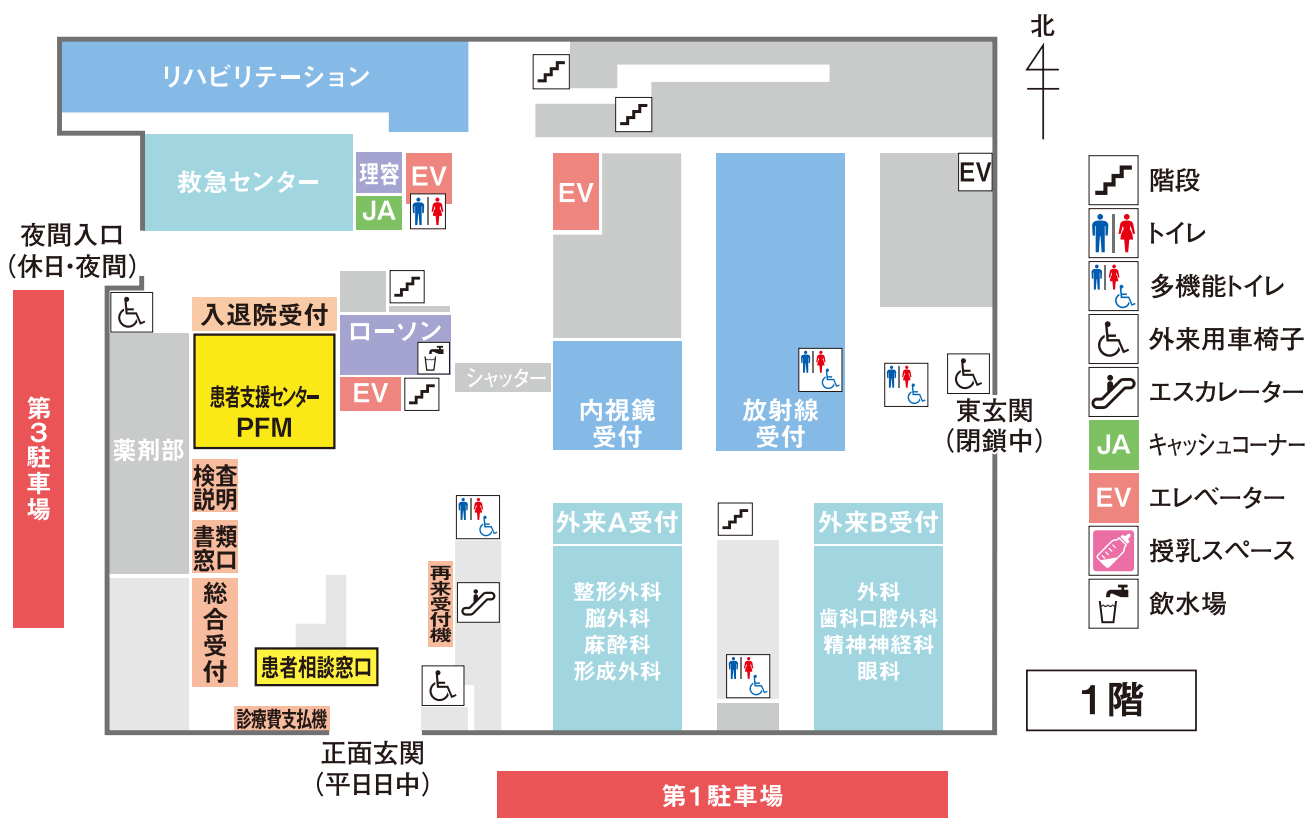 北
リハビリテーション
救急センター
理容
EV
JA
EV
EV
夜間入口
(休日・夜間)
入退院受付
ローソン
患者支援センター
PFM
EV
シャッター
内視鏡
受付
放射線
受付
東玄関
(閉鎖中)
第3駐車場
薬剤部
検査
説明
書類
窓口
総合受付
再来受付機
外来A受付
整形外科
脳外科
麻酔科
形成外科
外来B受付
外科
歯科口腔外科
精神神経科
眼科
患者相談窓口
診療費支払機
正面玄関
(平日日中)
第1駐車場
階段
トイレ
多機能トイレ
外来用車椅子
エスカレーター
JA キャッシュコーナー
EV エレベーター
授乳スペース
飲水場
1階